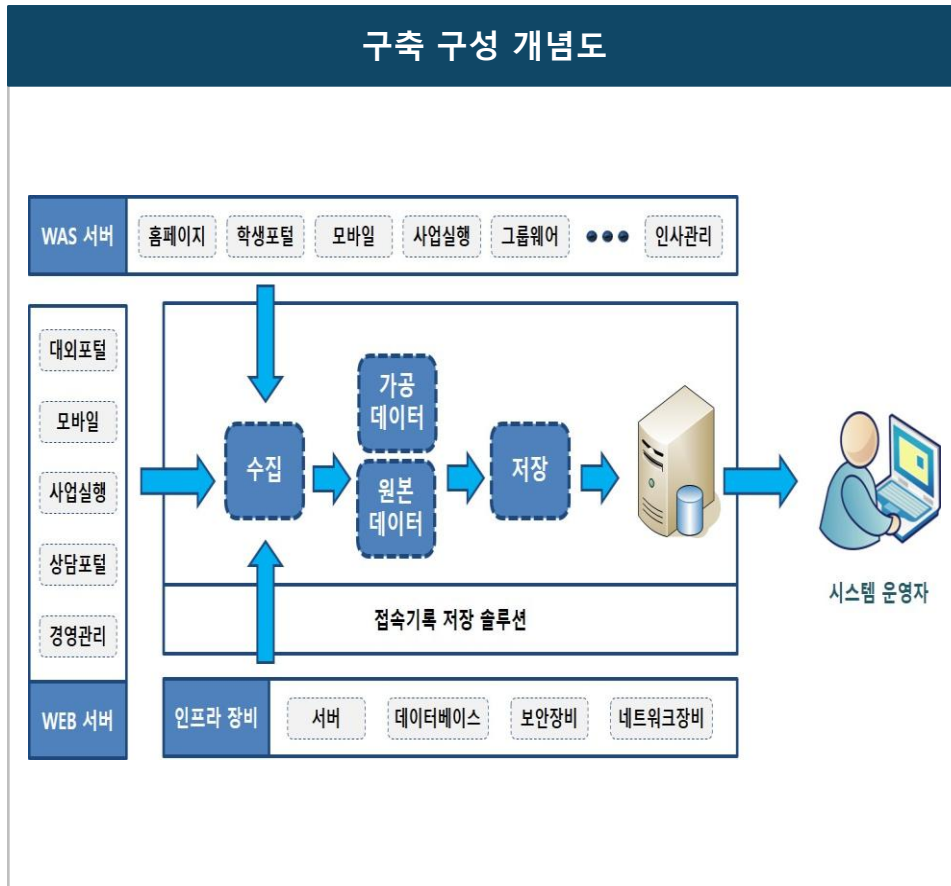 구축 구성 개념도
WAS 서버
홈페이지
학생포털
모바일
사업실행
그룹웨어
●●●
인사관리
대외포털
모바일
사업실행
상담포털
경영관리
WEB 서버
수집
가공
데이터
원본
데이터
저장
시스템 운영자
접속기록 저장 솔루션
인프라 장비
서버
데이터베이스
보안장비
네트워크장비